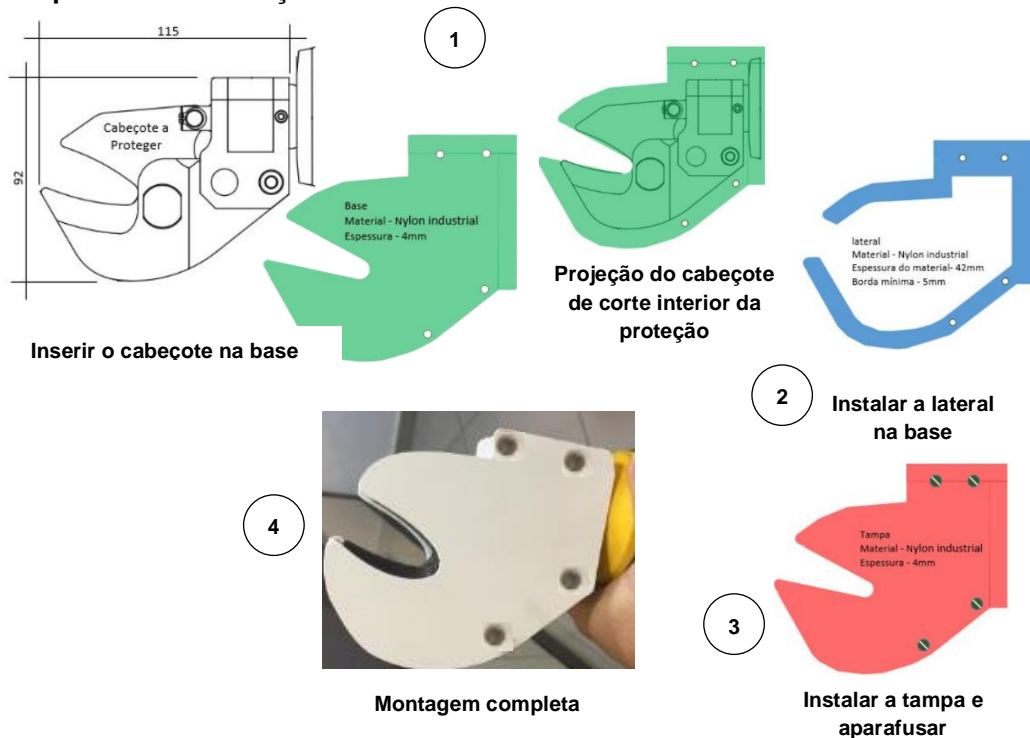 115
92
Cabeçote a
Proteger
Inserir o cabeçote na base
1
Base
Material - Nylon industrial
Espessura - 4mm
Projeção do cabeçote
de corte interior da
proteção
lateral
Material - Nylon industrial
Espessura do material- 42mm
Borda mínima - 5mm
2
Instalar a lateral
na base
Tampa
Material - Nylon industrial
Espessura - 4mm
3
Instalar a tampa e
aparafusar
4
Montagem completa